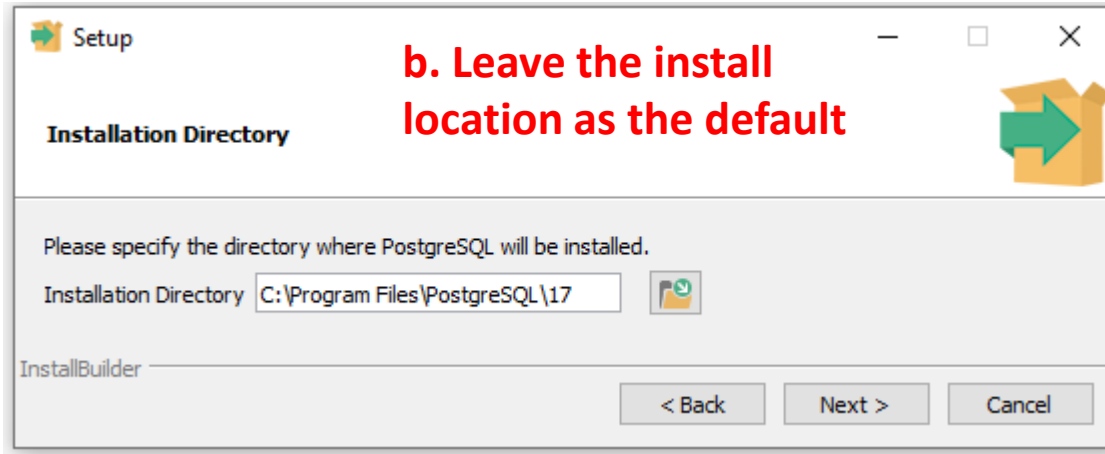 Setup
b. Leave the install
location as the default
Installation Directory
Please specify the directory where PostgreSQL will be installed.
Installation Directory C:\Program Files\PostgreSQL\17
InstallBuilder
< Back Next > Cancel